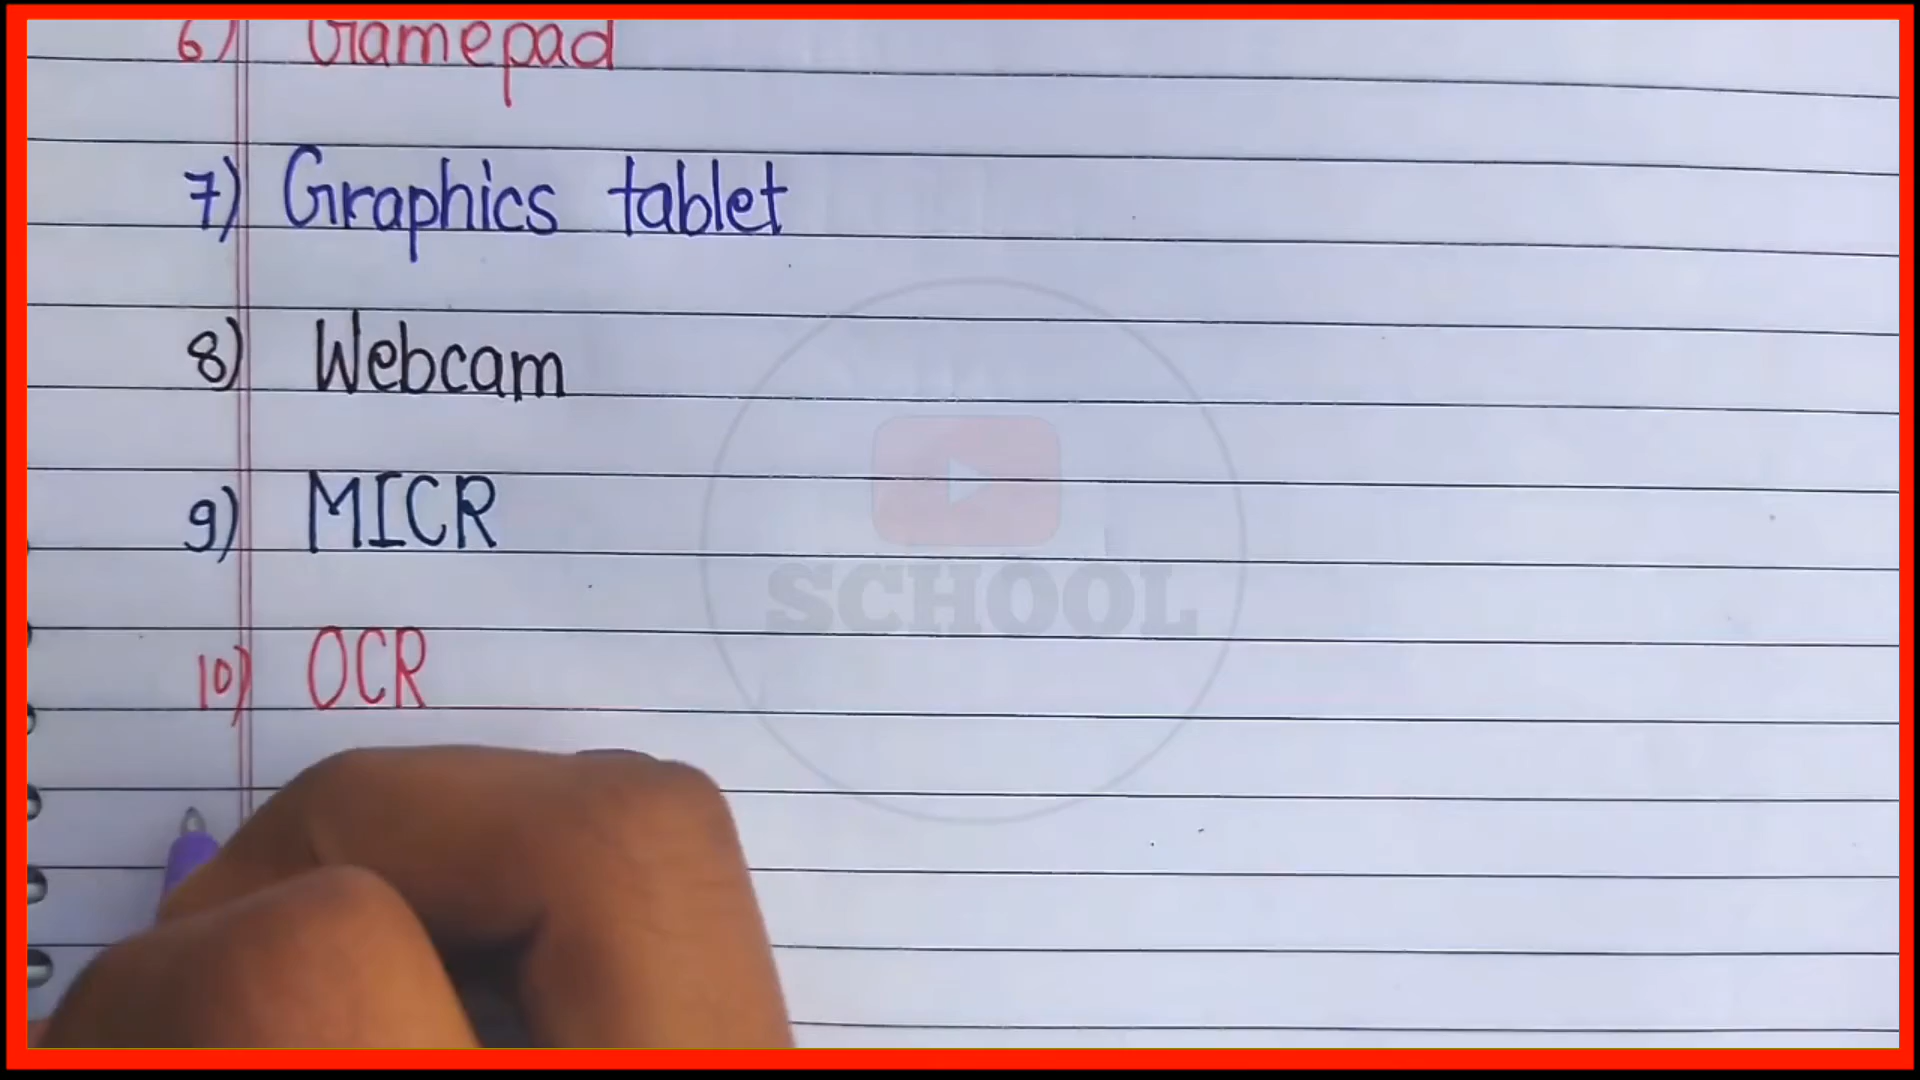 6) Gamepad
7) Graphics tablet
8) Webcam
9) MICR
10) OCR
SCHOOL